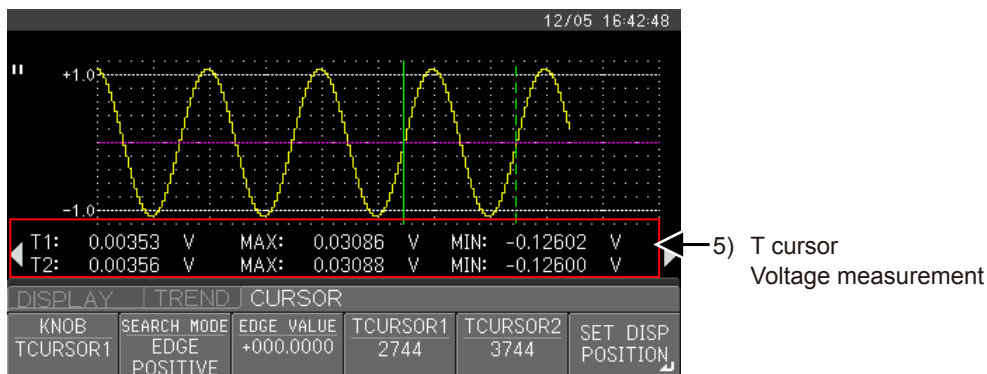 12/05 16:42:48
+1.0
-1.0
T1: 0.00353 V MAX: 0.03086 V MIN: -0.12602 V
T2: 0.00356 V MAX: 0.03088 V MIN: -0.12600 V
5) T cursor
Voltage measurement
DISPLAY TREND CURSOR
KNOB
TCURSOR1
SEARCH MODE
EDGE
POSITIVE
EDGE VALUE
+000.0000
TCURSOR1
2744
TCURSOR2
3744
SET DISP
POSITION